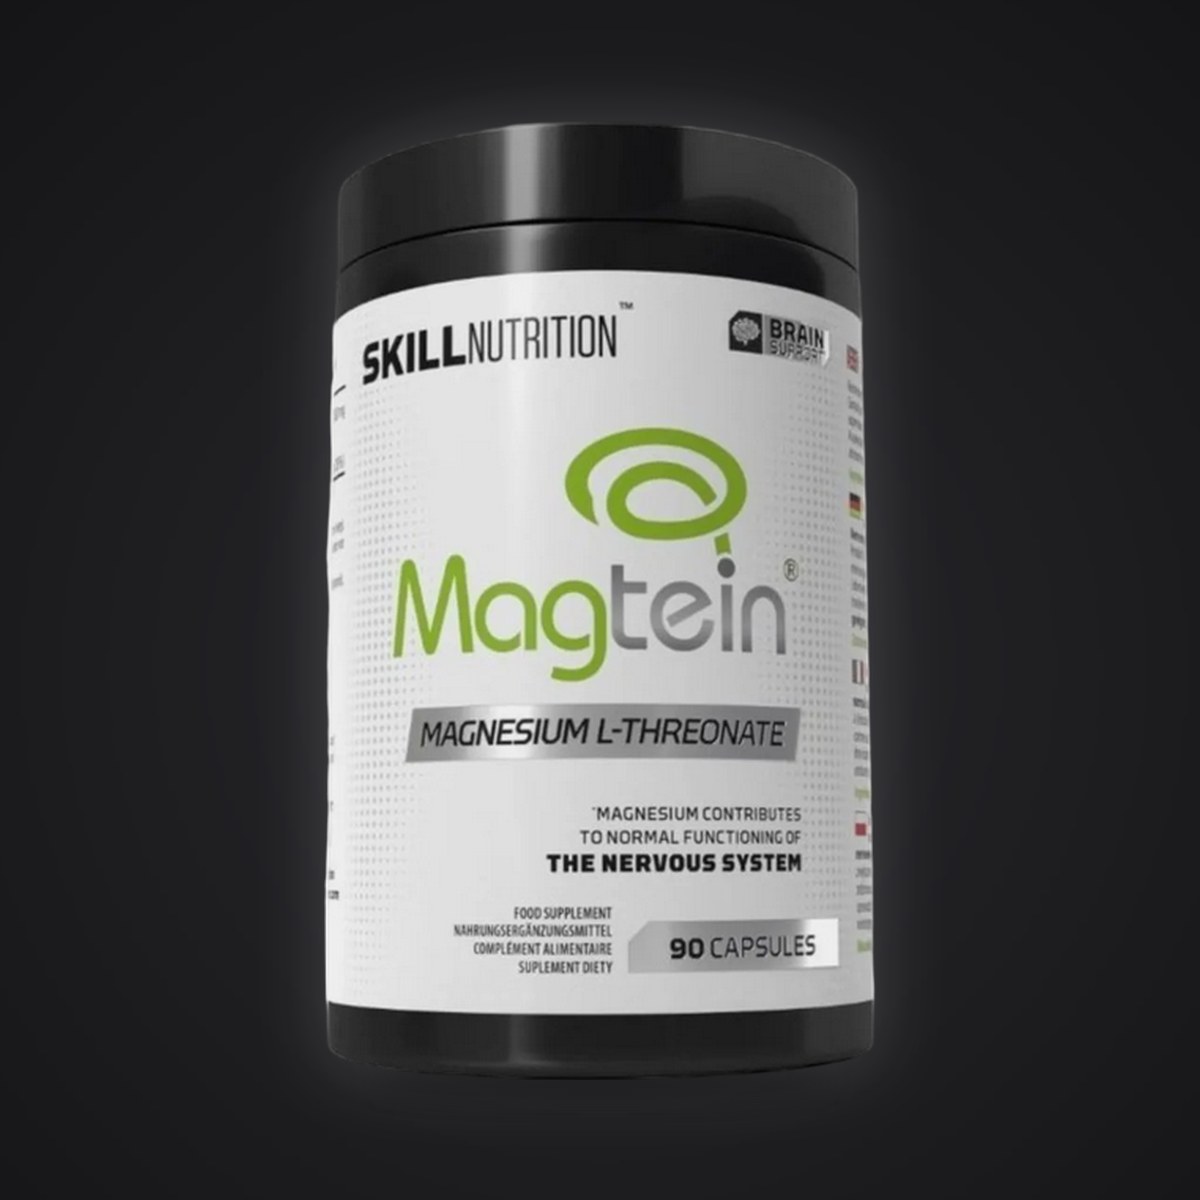 SKILLNUTRITION™
BRAIN
SUPPORT
Magtein®
MAGNESIUM L-THREONATE
*MAGNESIUM CONTRIBUTES
TO NORMAL FUNCTIONING OF
THE NERVOUS SYSTEM
FOOD SUPPLEMENT
NAHRUNGSERGÄNZUNGSMITTEL
COMPLÉMENT ALIMENTAIRE
SUPLEMENT DIETY
90 CAPSULES